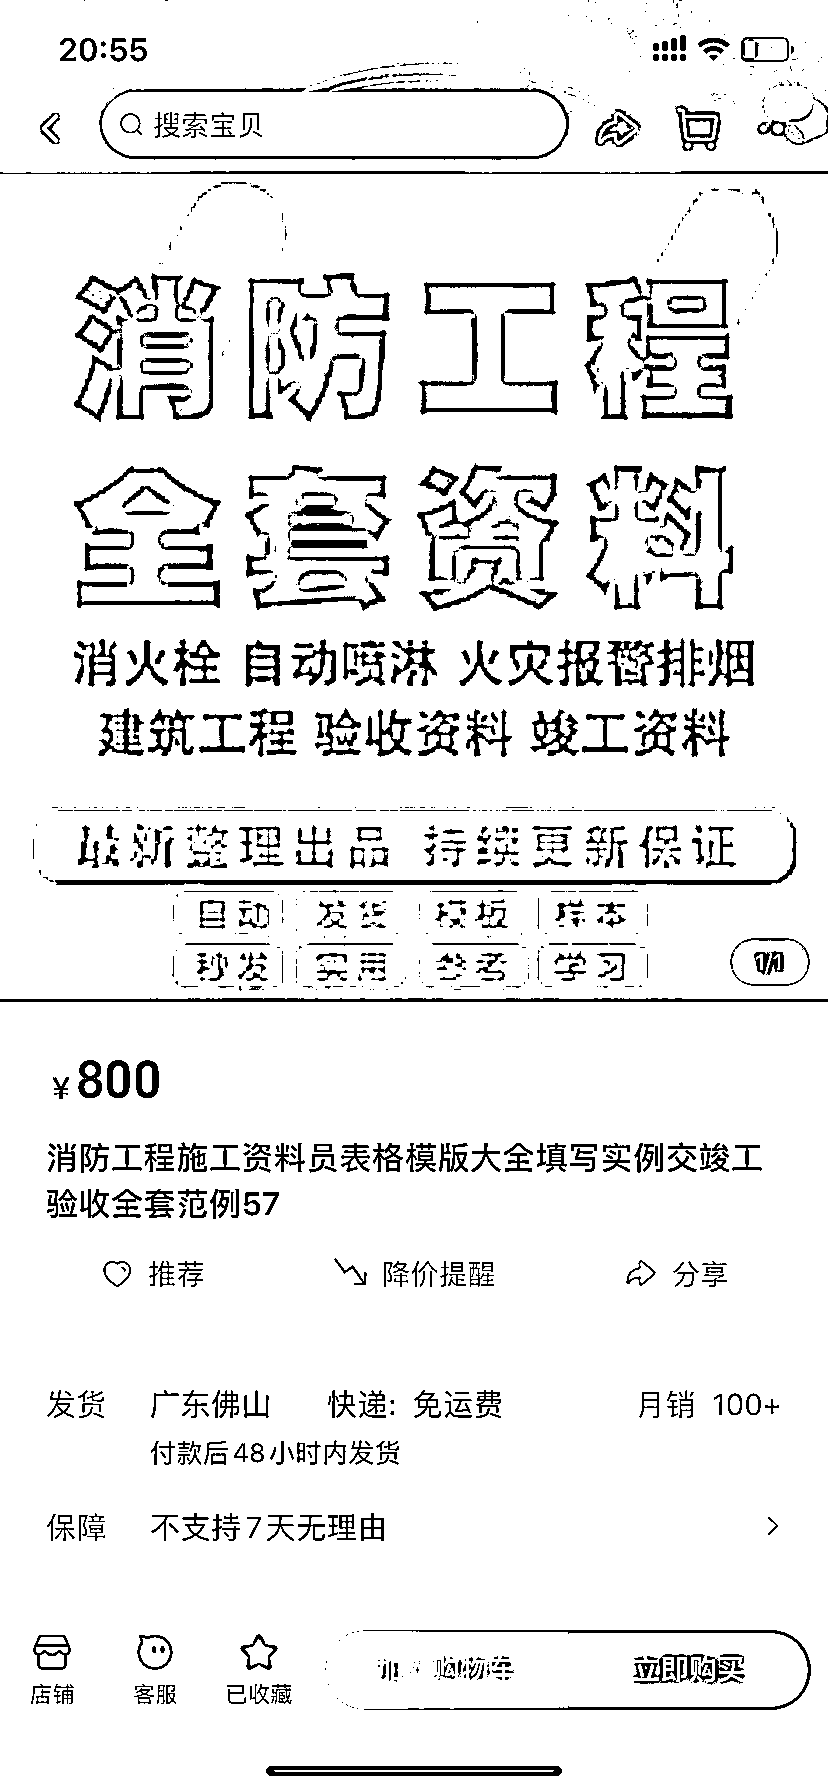 20:55
搜索宝贝
消防工程
全套资料
消火栓 自动喷淋 火灾报警排烟
建筑工程 验收资料 竣工资料
最新整理出品 持续更新保证
自动 发货 模板 样本
秒发 实用 参考 学习
1/1
¥800
消防工程施工资料员表格模版大全填写实例交竣工
验收全套范例57
推荐 降价提醒 分享
发货 广东佛山 快递: 免运费 月销 100+
付款后48小时内发货
保障 不支持7天无理由
店铺 客服 已收藏 加入购物车 立即购买